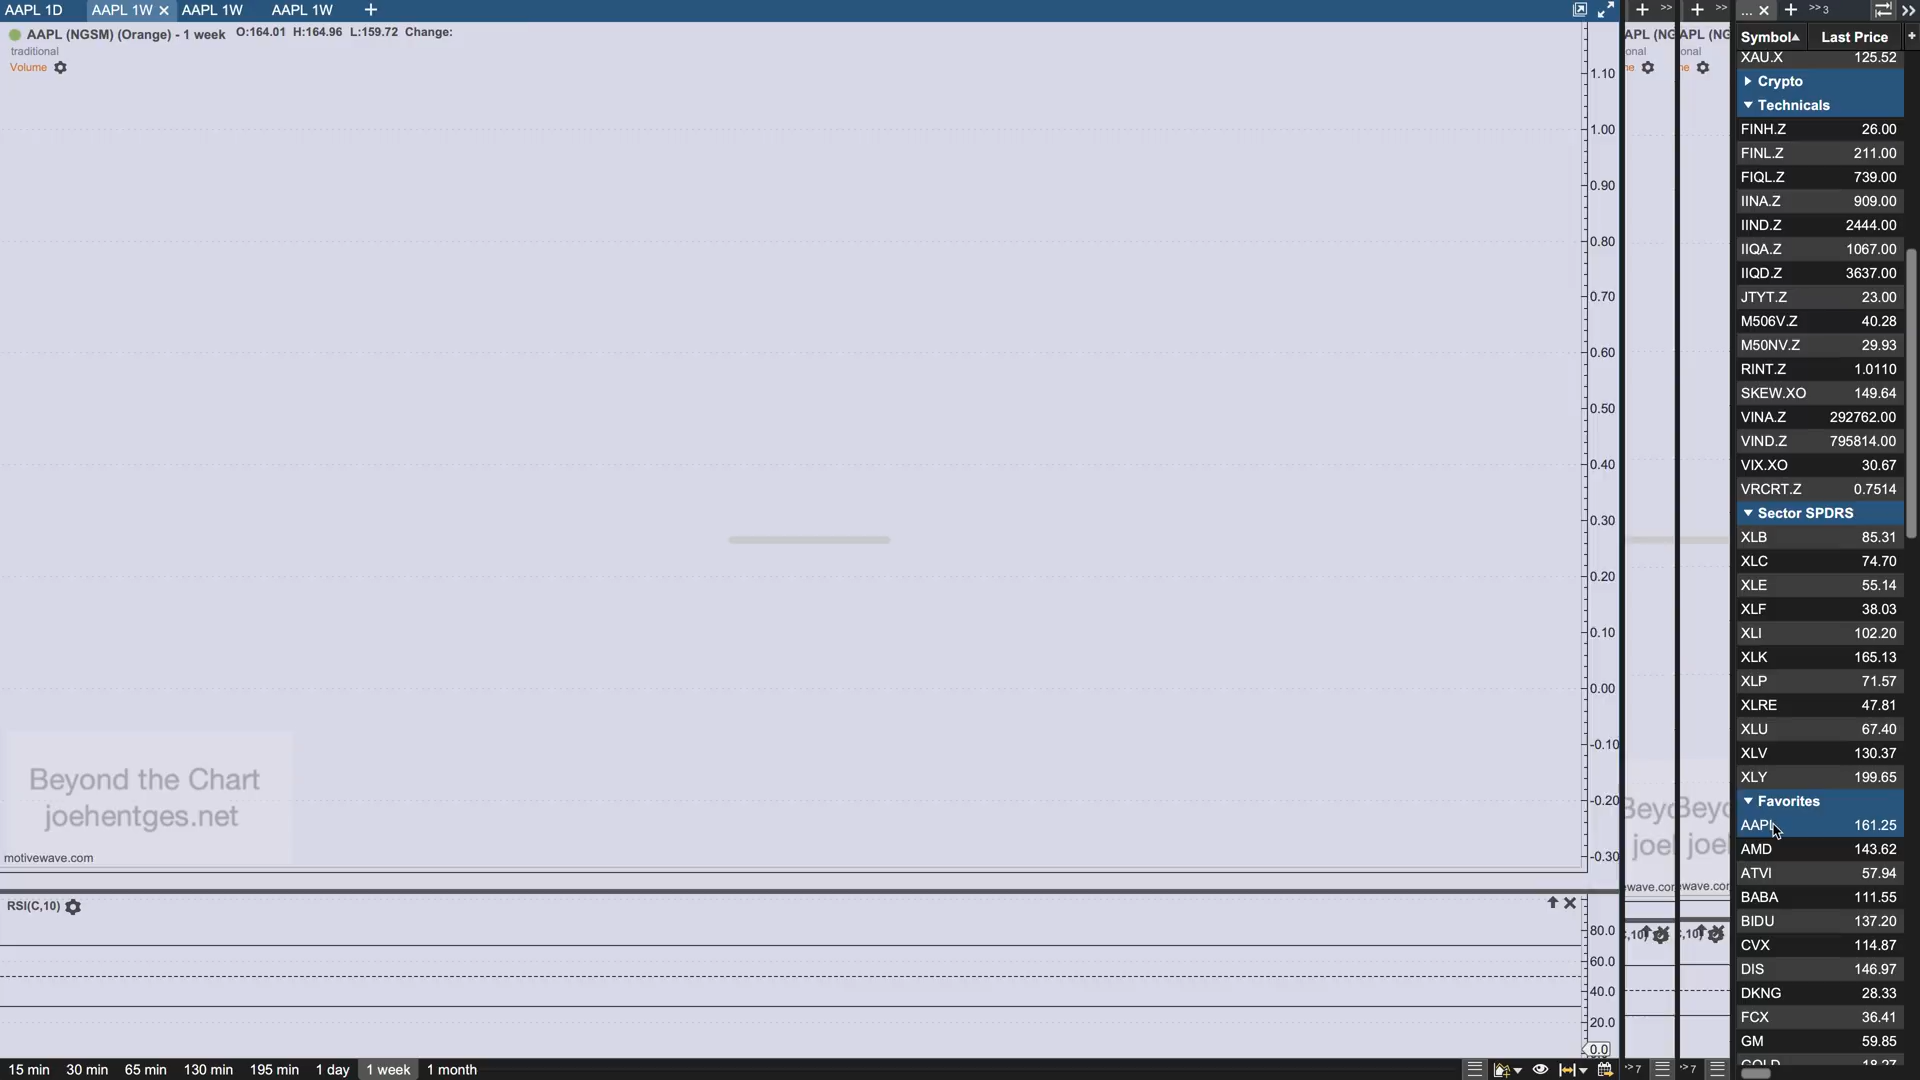 AAPL 1D AAPL 1W AAPL 1W AAPL 1W
AAPL (NGSM) (Orange) - 1 week O:164.01 H:164.96 L:159.72 Change:
traditional
Volume
1.10
1.00
0.90
0.80
0.70
0.60
0.50
0.40
0.30
0.20
0.10
0.00
-0.10
-0.20
-0.30
Beyond the Chart
joehentges.net
motivewave.com
RSI(C,10)
80.0
60.0
40.0
20.0
0.0
15 min 30 min 65 min 130 min 195 min 1 day 1 week 1 month
Symbol Last Price
XAU.X 125.52
Crypto
Technicals
FINH.Z 26.00
FINL.Z 211.00
FIQL.Z 739.00
IINA.Z 909.00
IIND.Z 2444.00
IIQA.Z 1067.00
IIQD.Z 3637.00
JTYT.Z 23.00
M506V.Z 40.28
M50NV.Z 29.93
RINT.Z 1.0110
SKEW.XO 149.64
VINA.Z 292762.00
VIND.Z 795814.00
VIX.XO 30.67
VRCRT.Z 0.7514
Sector SPDRS
XLB 85.31
XLC 74.70
XLE 55.14
XLF 38.03
XLI 102.20
XLK 165.13
XLP 71.57
XLRE 47.81
XLU 67.40
XLV 130.37
XLY 199.65
Favorites
AAPL 161.25
AMD 143.62
ATVI 57.94
BABA 111.55
BIDU 137.20
CVX 114.87
DIS 146.97
DKNG 28.33
FCX 36.41
GM 59.85